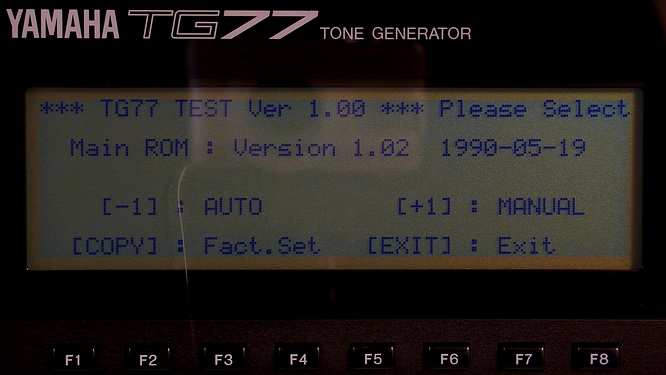 YAMAHA TG77 TONE GENERATOR
*** TG77 TEST Ver 1.00 *** Please Select
Main ROM : Version 1.02 1990-05-19
[-1] : AUTO [+1] : MANUAL
[COPY] : Fact.Set [EXIT] : Exit
F1 F2 F3 F4 F5 F6 F7 F8